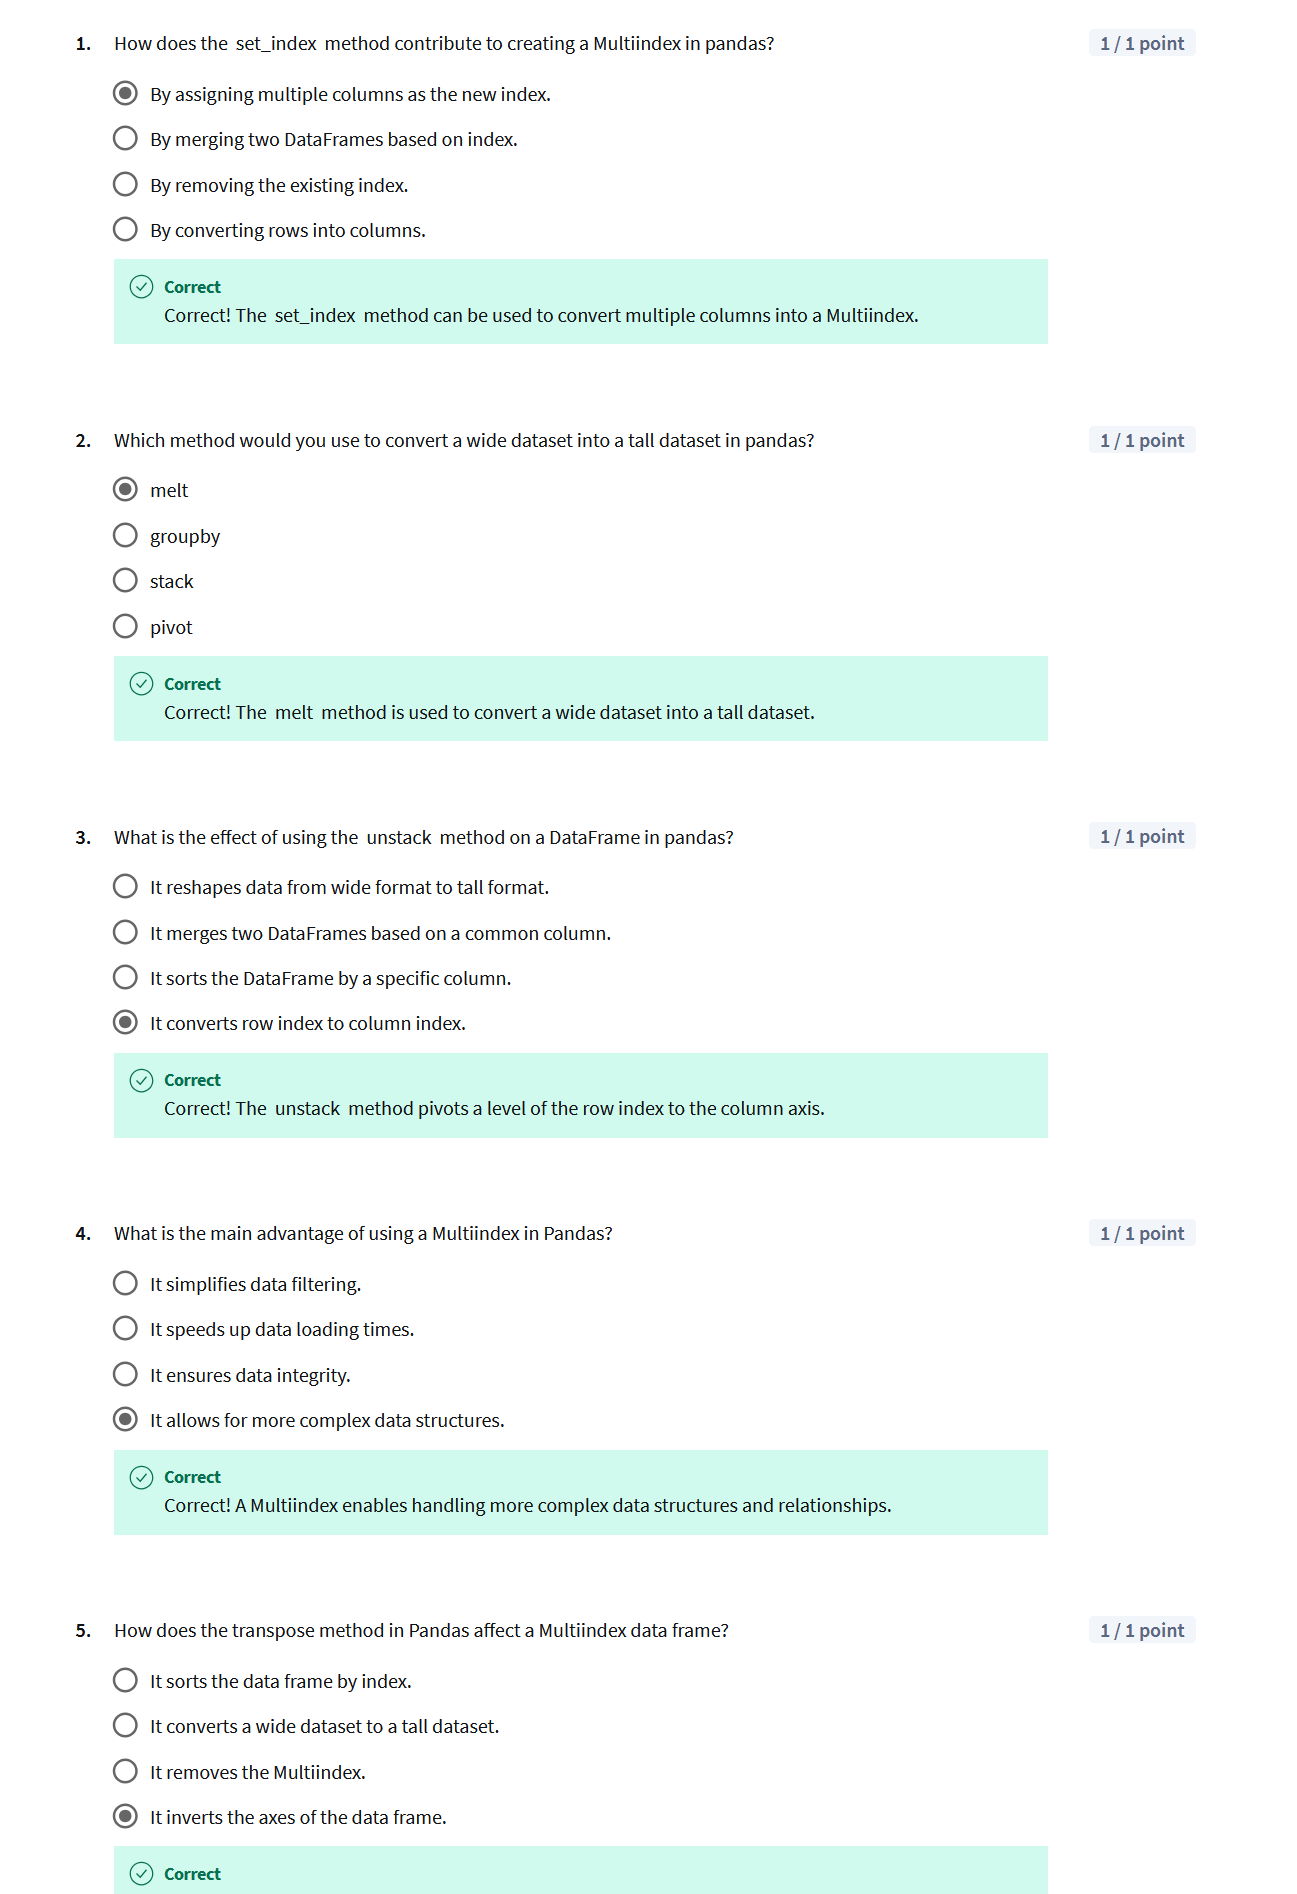 1. How does the set_index method contribute to creating a Multiindex in pandas? 1 / 1 point
By assigning multiple columns as the new index.
By merging two DataFrames based on index.
By removing the existing index.
By converting rows into columns.
Correct
Correct! The set_index method can be used to convert multiple columns into a Multiindex.
2. Which method would you use to convert a wide dataset into a tall dataset in pandas? 1 / 1 point
melt
groupby
stack
pivot
Correct
Correct! The melt method is used to convert a wide dataset into a tall dataset.
3. What is the effect of using the unstack method on a DataFrame in pandas? 1 / 1 point
It reshapes data from wide format to tall format.
It merges two DataFrames based on a common column.
It sorts the DataFrame by a specific column.
It converts row index to column index.
Correct
Correct! The unstack method pivots a level of the row index to the column axis.
4. What is the main advantage of using a Multiindex in Pandas? 1 / 1 point
It simplifies data filtering.
It speeds up data loading times.
It ensures data integrity.
It allows for more complex data structures.
Correct
Correct! A Multiindex enables handling more complex data structures and relationships.
5. How does the transpose method in Pandas affect a Multiindex data frame? 1 / 1 point
It sorts the data frame by index.
It converts a wide dataset to a tall dataset.
It removes the Multiindex.
It inverts the axes of the data frame.
Correct